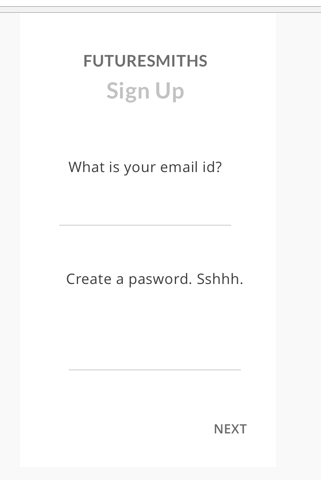 FUTURESMITHS
Sign Up
What is your email id?
Create a pasword. Sshhh.
NEXT